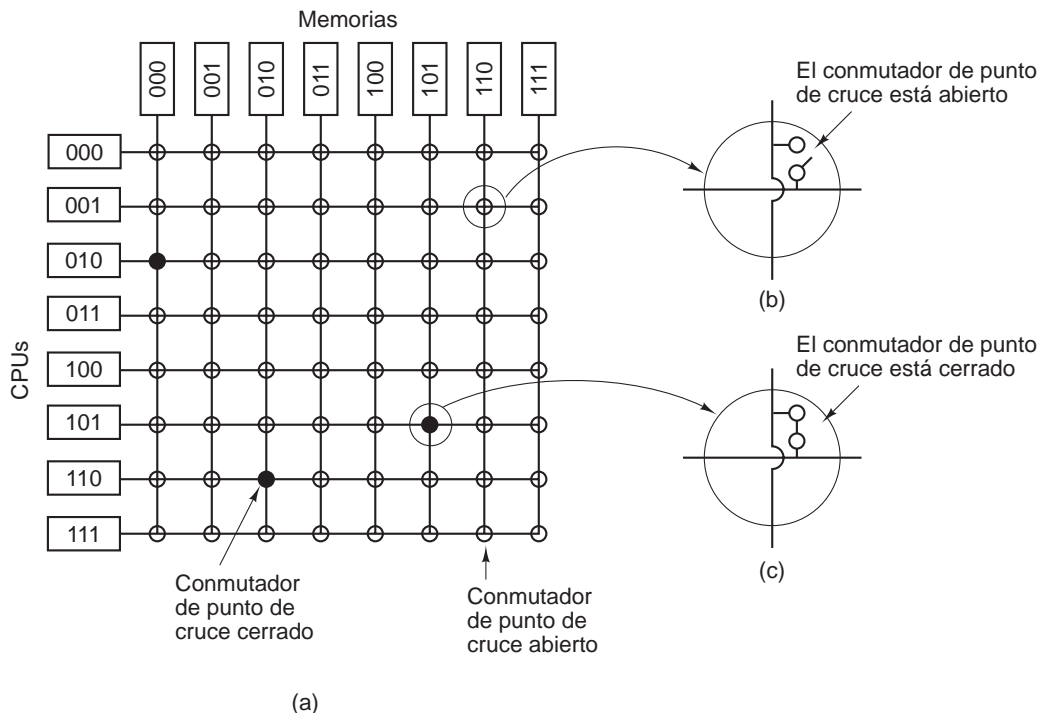 Memorias
000
001
010
011
100
101
110
111
CPUs
000
001
010
011
100
101
110
111
Conmutador
de punto de
cruce cerrado
Conmutador
de punto de
cruce abierto
(a)
El conmutador de punto
de cruce está abierto
(b)
El conmutador de punto
de cruce está cerrado
(c)